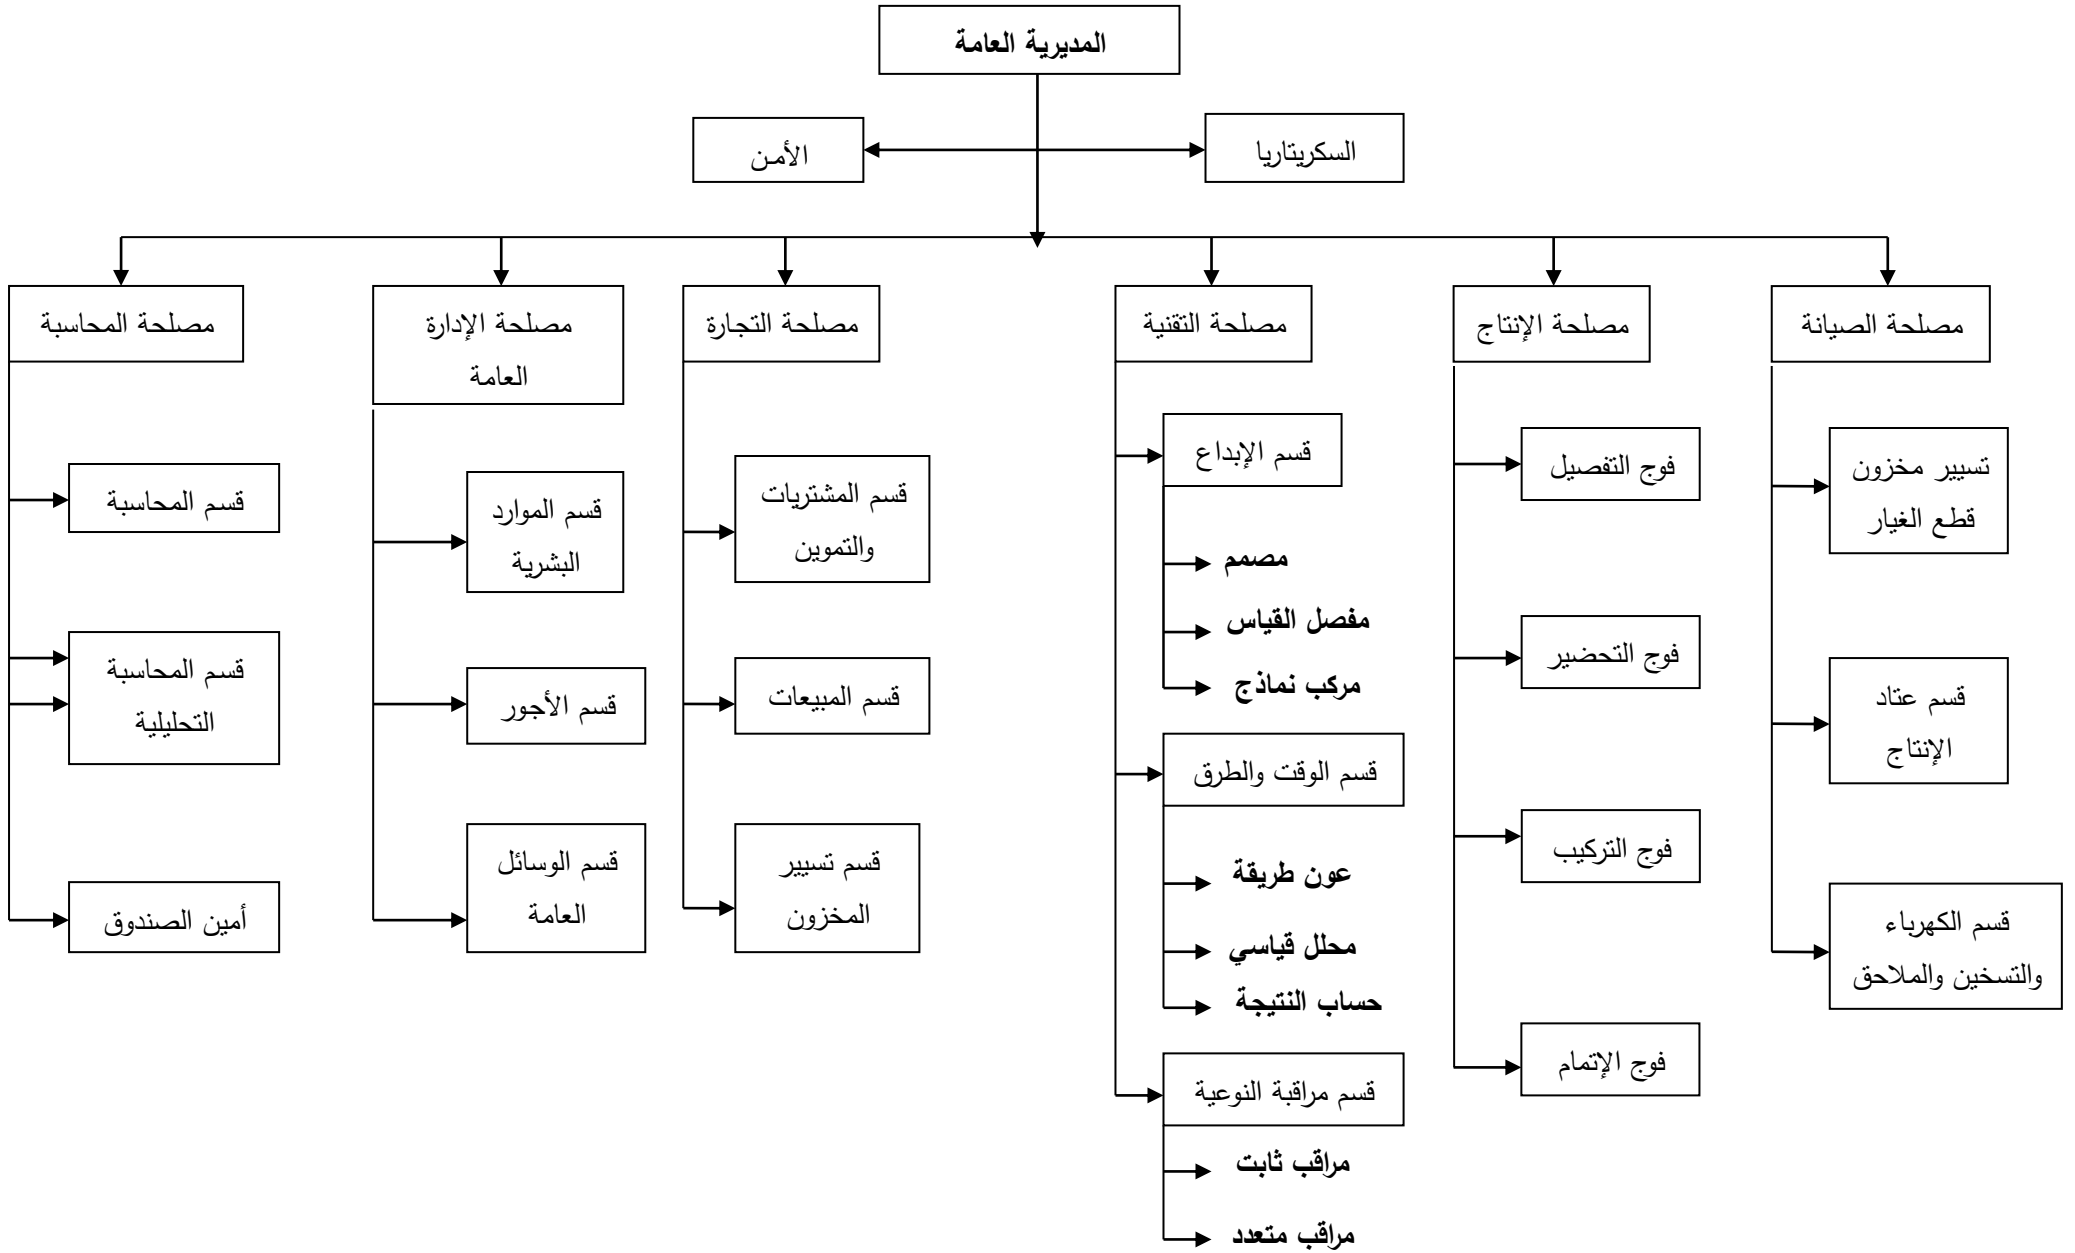 المديرية العامة
السكريتاريا
الأمن
مصلحة الصيانة
تسيير مخزون
قطع الغيار
قسم عتاد
الإنتاج
قسم الكهرباء
والتسخين والملاحق
مصلحة الإنتاج
فوج التفصيل
فوج التحضير
فوج التركيب
فوج الإتمام
مصلحة التقنية
قسم الإبداع
مصمم
مفصل القياس
مركب نماذج
قسم الوقت والطرق
عون طريقة
محلل قياسي
حساب النتيجة
قسم مراقبة النوعية
مراقب ثابت
مراقب متعدد
مصلحة التجارة
قسم المشتريات
والتموين
قسم المبيعات
قسم تسيير
المخزون
مصلحة الإدارة
العامة
قسم الموارد
البشرية
قسم الأجور
قسم الوسائل
العامة
مصلحة المحاسبة
قسم المحاسبة
قسم المحاسبة
التحليلية
أمين الصندوق